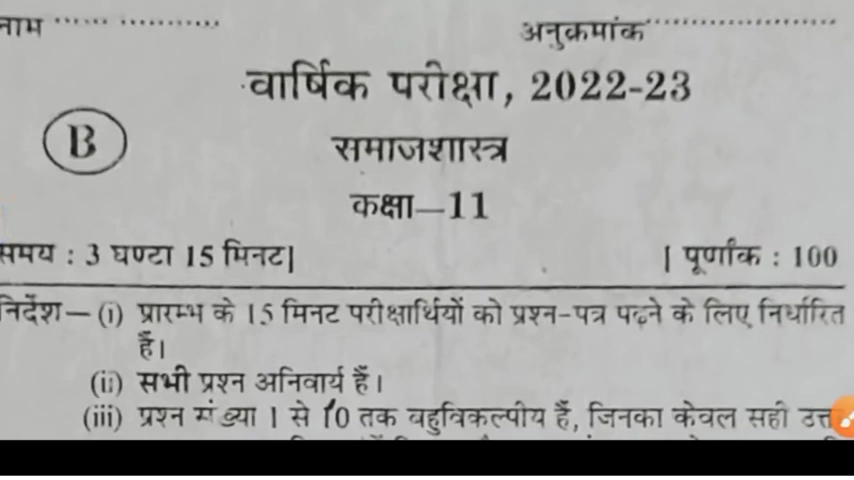 नाम ..................... अनुक्रमांक .........................
वार्षिक परीक्षा, 2022-23
B
समाजशास्त्र
कक्षा—11
समय : 3 घण्टा 15 मिनट| | पूर्णांक : 100
निर्देश—(i) प्रारम्भ के 15 मिनट परीक्षार्थियों को प्रश्न-पत्र पढ़ने के लिए निर्धारित
हैं।
(ii) सभी प्रश्न अनिवार्य हैं।
(iii) प्रश्न संख्या 1 से 10 तक बहुविकल्पीय हैं, जिनका केवल सही उत्त